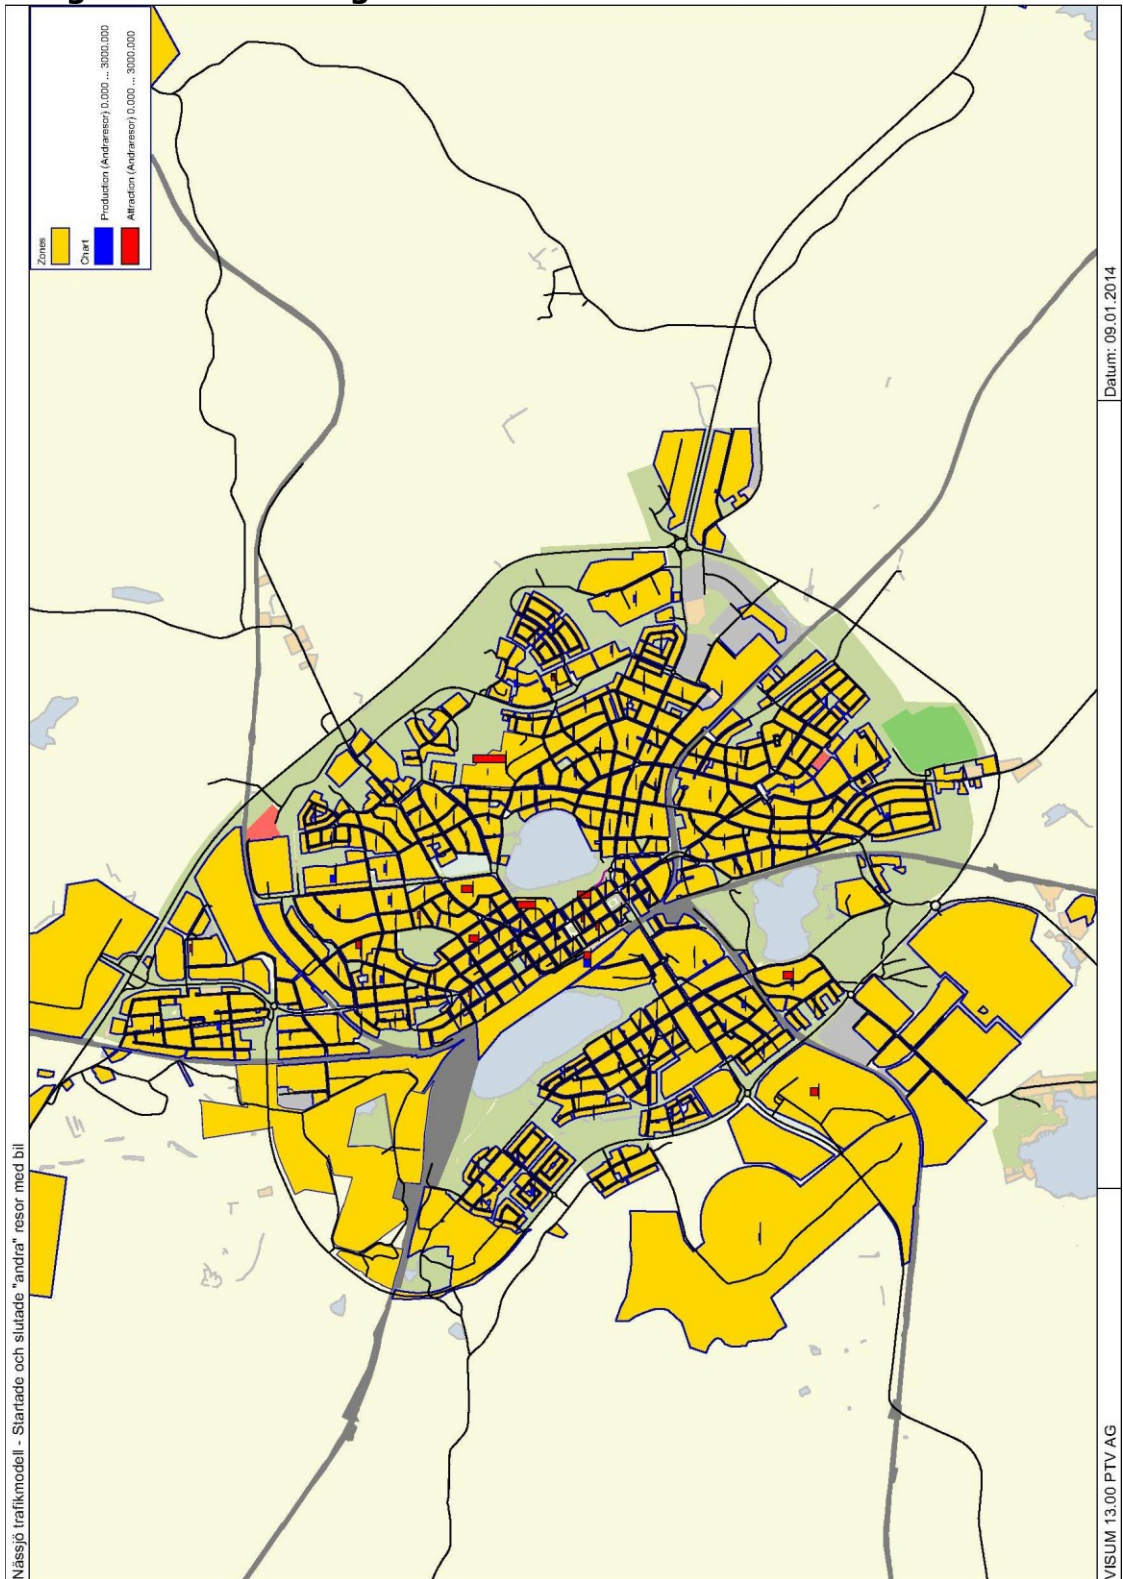 Nässjö trafikmodell - Startade och slutade "andra" resor med bil
Zones
Chart
Production (Andraresor) 0.000 ... 3000.000
Attraction (Andraresor) 0.000 ... 3000.000
VISUM 13.00 PTV AG
Datum: 09.01.2014